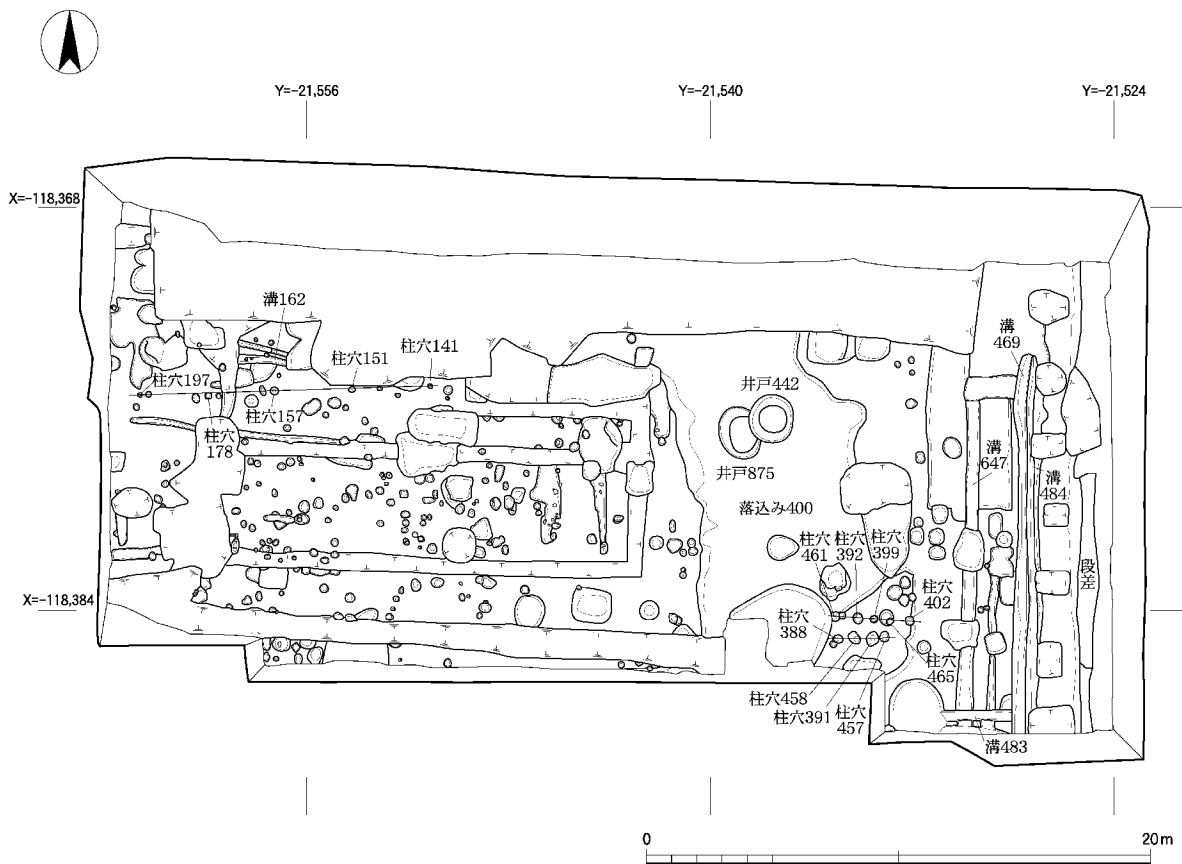 Y=-21,556
Y=-21,540
Y=-21,524
X=-118,368
溝162
柱穴151
柱穴141
溝
469
柱穴197
柱穴157
井戸442
柱穴
178
溝
647
井戸875
溝
484
落込み400
柱穴
461
柱穴
392
柱穴
399
段差
柱穴
402
X=-118,384
柱穴
388
柱穴
465
柱穴458
柱穴391
柱穴
457
溝483
0
20m